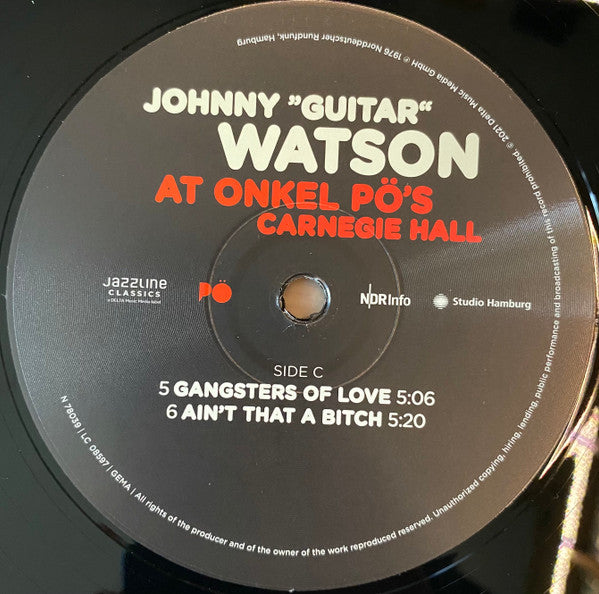 JOHNNY ”GUITAR“
WATSON
AT ONKEL PÖ'S
CARNEGIE HALL
JAZZLINE
CLASSICS
a DELTA Music Media label
PÖ
NDR Info
Studio Hamburg
SIDE C
5 GANGSTERS OF LOVE 5:06
6 AIN'T THAT A BITCH 5:20
N 78039 | LC 08597 | GEMA | All rights of the producer and of the owner of the work reproduced reserved. Unauthorized copying, hiring, lending, public performance and broadcasting of this record prohibited. ℗ 2021 Delta Music Media GmbH ℗ 1976 Norddeutscher Rundfunk, Hamburg